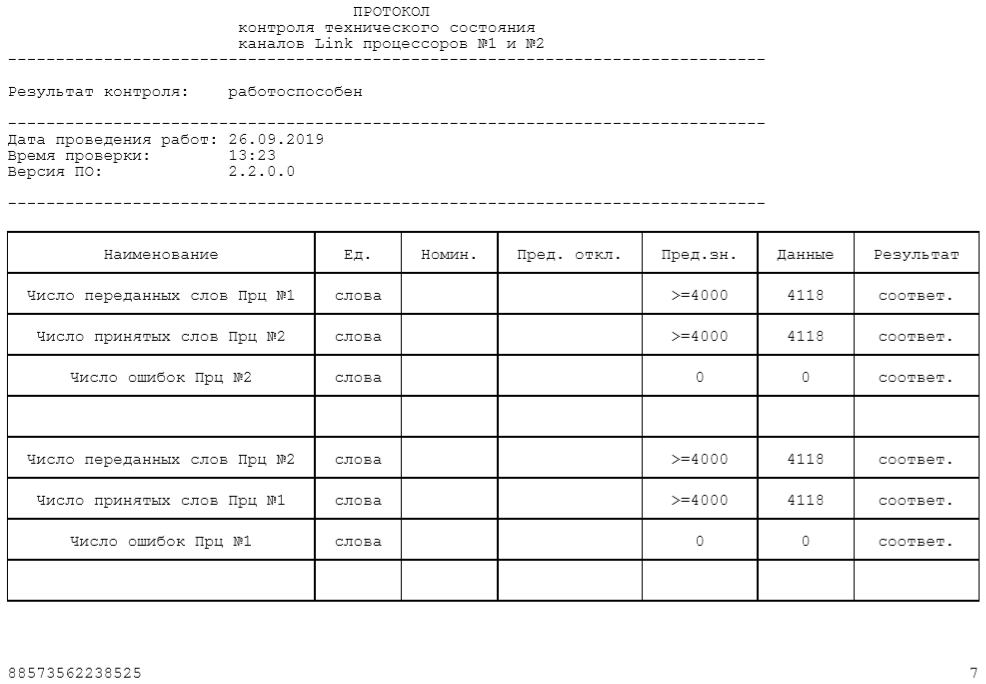 ПРОТОКОЛ
контроля технического состояния
каналов Link процессоров №1 и №2
-------------------------------------------------------------------------------
Результат контроля: работоспособен
-------------------------------------------------------------------------------
Дата проведения работ: 26.09.2019
Время проверки: 13:23
Версия ПО: 2.2.0.0
-------------------------------------------------------------------------------
Наименование Ед. Номин. Пред. откл. Пред.зн. Данные Результат
Число переданных слов Прц №1 слова >=4000 4118 соответ.
Число принятых слов Прц №2 слова >=4000 4118 соответ.
Число ошибок Прц №2 слова 0 0 соответ.
Число переданных слов Прц №2 слова >=4000 4118 соответ.
Число принятых слов Прц №1 слова >=4000 4118 соответ.
Число ошибок Прц №1 слова 0 0 соответ.
88573562238525 7